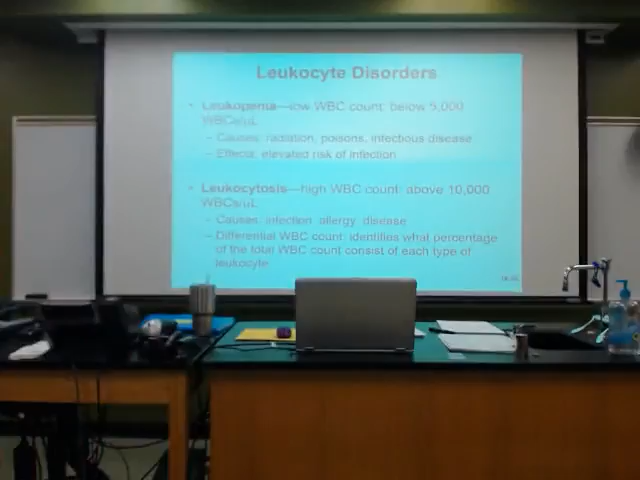 Leukocyte Disorders
• Leukopenia—low WBC count: below 5,000
WBCs/uL
– Causes: radiation, poisons, infectious disease
– Effects: elevated risk of infection
• Leukocytosis—high WBC count: above 10,000
WBCs/uL
– Causes: infection, allergy, disease
– Differential WBC count: identifies what percentage
of the total WBC count consist of each type of
leukocyte